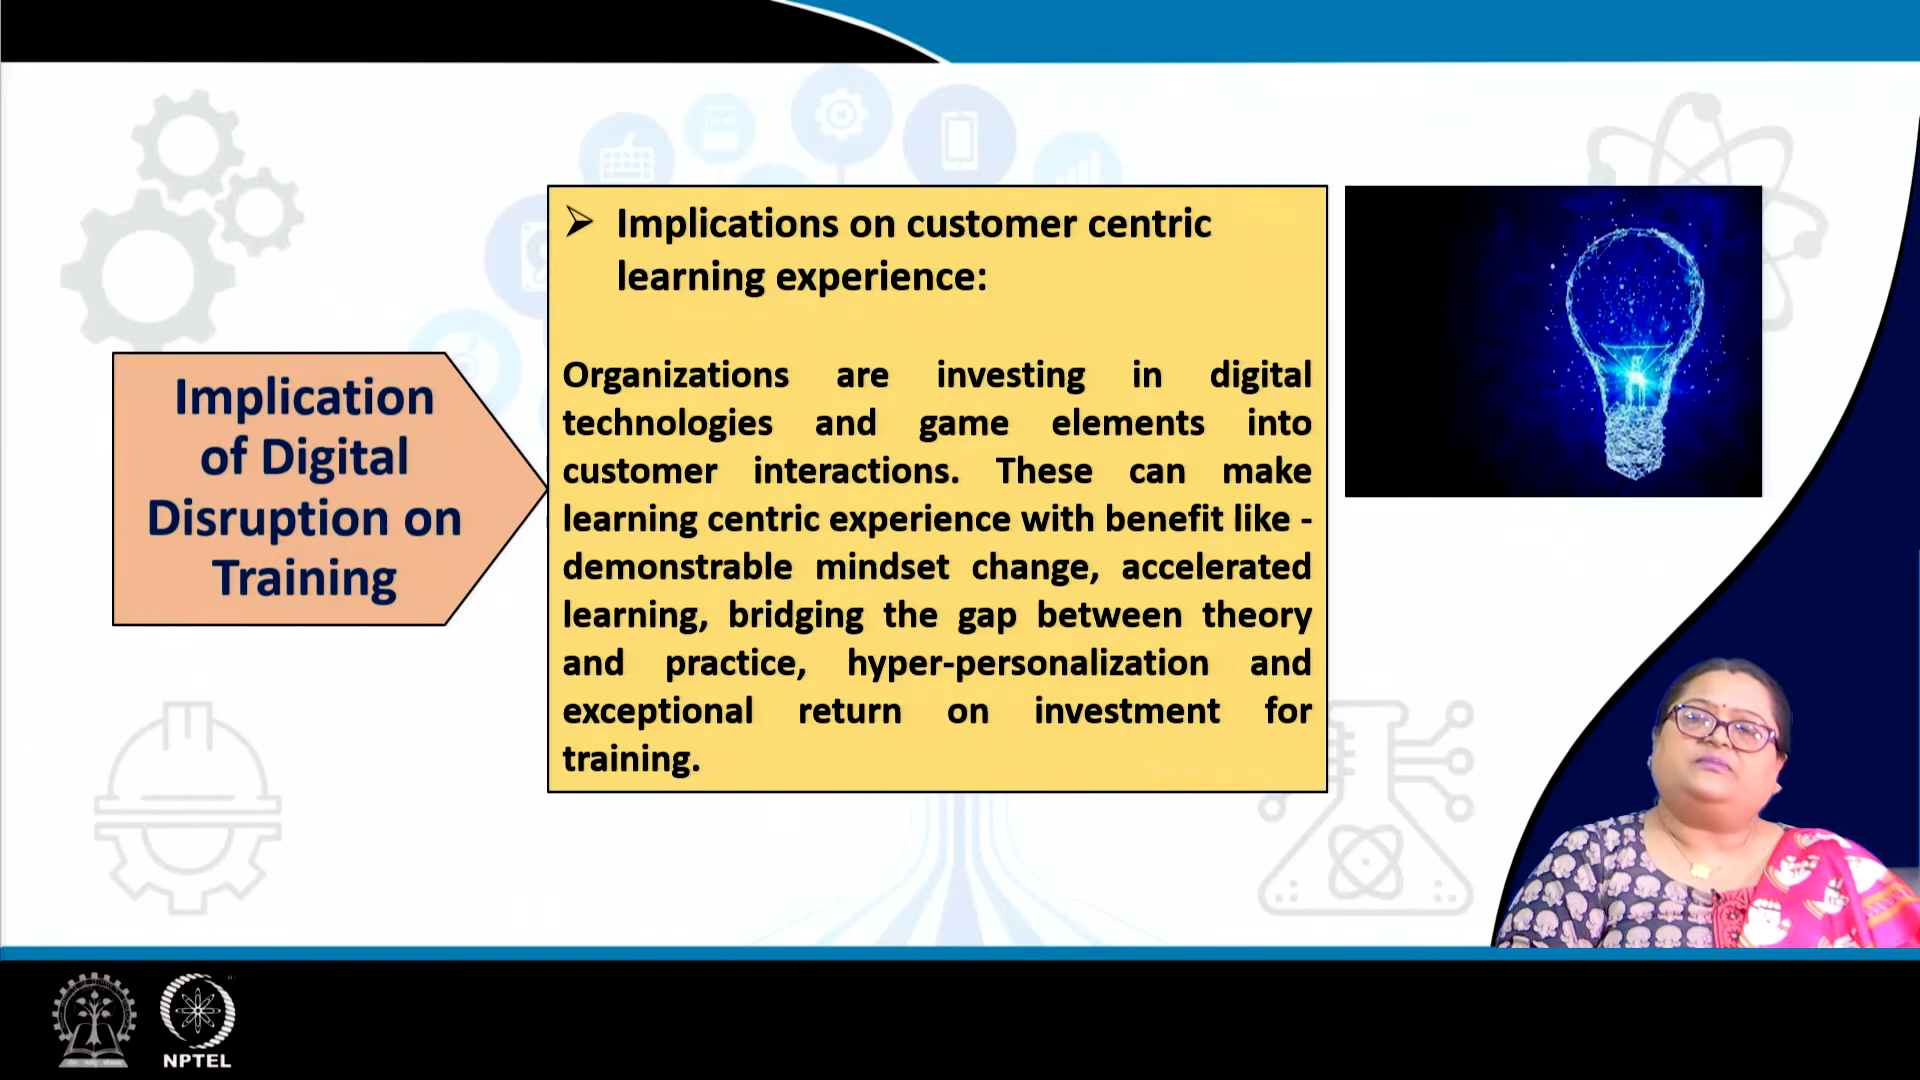 Implication
of Digital
Disruption on
Training
➢ Implications on customer centric
learning experience:
Organizations are investing in digital
technologies and game elements into
customer interactions. These can make
learning centric experience with benefit like -
demonstrable mindset change, accelerated
learning, bridging the gap between theory
and practice, hyper-personalization and
exceptional return on investment for
training.
NPTEL